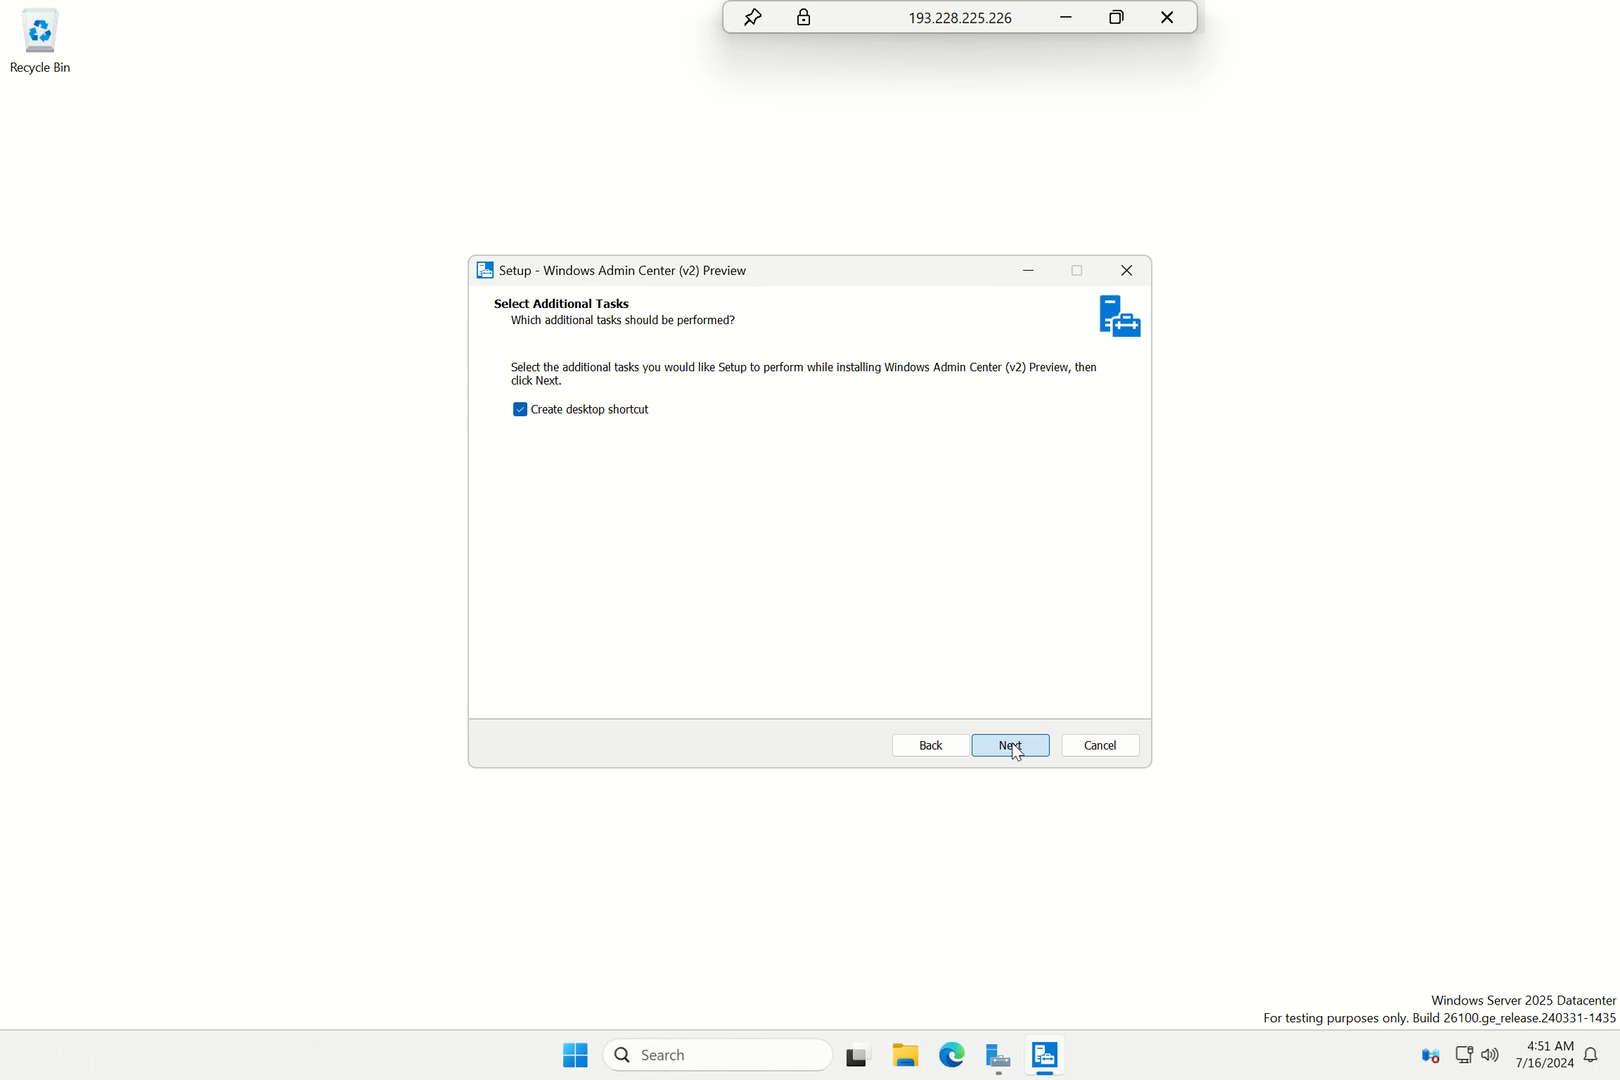 193.228.225.226
Recycle Bin
Setup - Windows Admin Center (v2) Preview
Select Additional Tasks
Which additional tasks should be performed?
Select the additional tasks you would like Setup to perform while installing Windows Admin Center (v2) Preview, then
click Next.
Create desktop shortcut
Back
Next
Cancel
Windows Server 2025 Datacenter
For testing purposes only. Build 26100.ge_release.240331-1435
Search
4:51 AM
7/16/2024